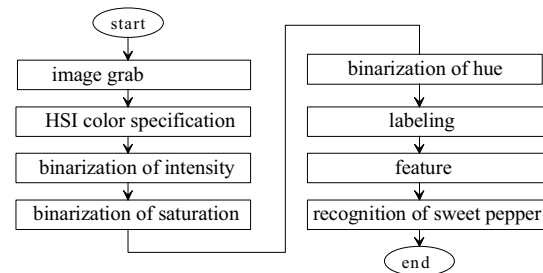 start
image grab
HSI color specification
binarization of intensity
binarization of saturation
binarization of hue
labeling
feature
recognition of sweet pepper
end